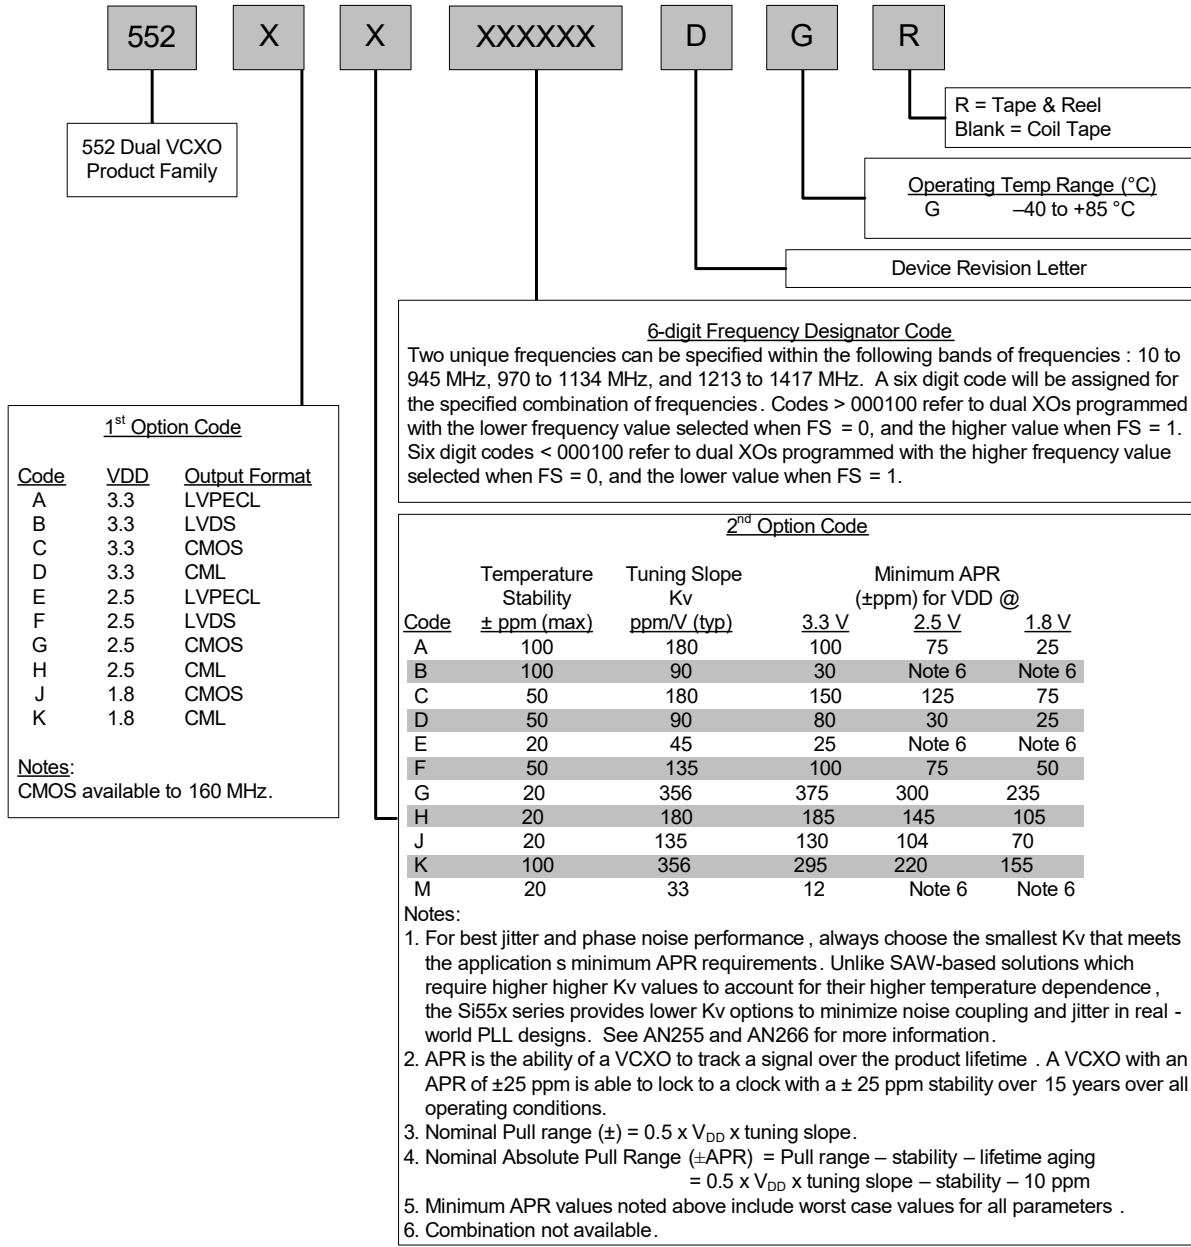 552 X X XXXXXX D G R
R = Tape & Reel
Blank = Coil Tape
552 Dual VCXO
Product Family
Operating Temp Range (°C)
G –40 to +85 °C
Device Revision Letter
6-digit Frequency Designator Code
Two unique frequencies can be specified within the following bands of frequencies : 10 to
945 MHz, 970 to 1134 MHz, and 1213 to 1417 MHz. A six digit code will be assigned for
the specified combination of frequencies. Codes > 000100 refer to dual XOs programmed
with the lower frequency value selected when FS = 0, and the higher value when FS = 1.
Six digit codes < 000100 refer to dual XOs programmed with the higher frequency value
selected when FS = 0, and the lower value when FS = 1.
1st Option Code
Code VDD Output Format
A 3.3 LVPECL
B 3.3 LVDS
C 3.3 CMOS
D 3.3 CML
E 2.5 LVPECL
F 2.5 LVDS
G 2.5 CMOS
H 2.5 CML
J 1.8 CMOS
K 1.8 CML
Notes:
CMOS available to 160 MHz.
2nd Option Code
Temperature Tuning Slope Minimum APR
Stability Kv (±ppm) for VDD @
Code ± ppm (max) ppm/V (typ) 3.3 V 2.5 V 1.8 V
A 100 180 100 75 25
B 100 90 30 Note 6 Note 6
C 50 180 150 125 75
D 50 90 80 30 25
E 20 45 25 Note 6 Note 6
F 50 135 100 75 50
G 20 356 375 300 235
H 20 180 185 145 105
J 20 135 130 104 70
K 100 356 295 220 155
M 20 33 12 Note 6 Note 6
Notes:
1. For best jitter and phase noise performance , always choose the smallest Kv that meets
the application s minimum APR requirements. Unlike SAW-based solutions which
require higher higher Kv values to account for their higher temperature dependence ,
the Si55x series provides lower Kv options to minimize noise coupling and jitter in real -
world PLL designs. See AN255 and AN266 for more information.
2. APR is the ability of a VCXO to track a signal over the product lifetime . A VCXO with an
APR of ±25 ppm is able to lock to a clock with a ± 25 ppm stability over 15 years over all
operating conditions.
3. Nominal Pull range (±) = 0.5 x VDD x tuning slope.
4. Nominal Absolute Pull Range (±APR) = Pull range – stability – lifetime aging
= 0.5 x VDD x tuning slope – stability – 10 ppm
5. Minimum APR values noted above include worst case values for all parameters .
6. Combination not available.